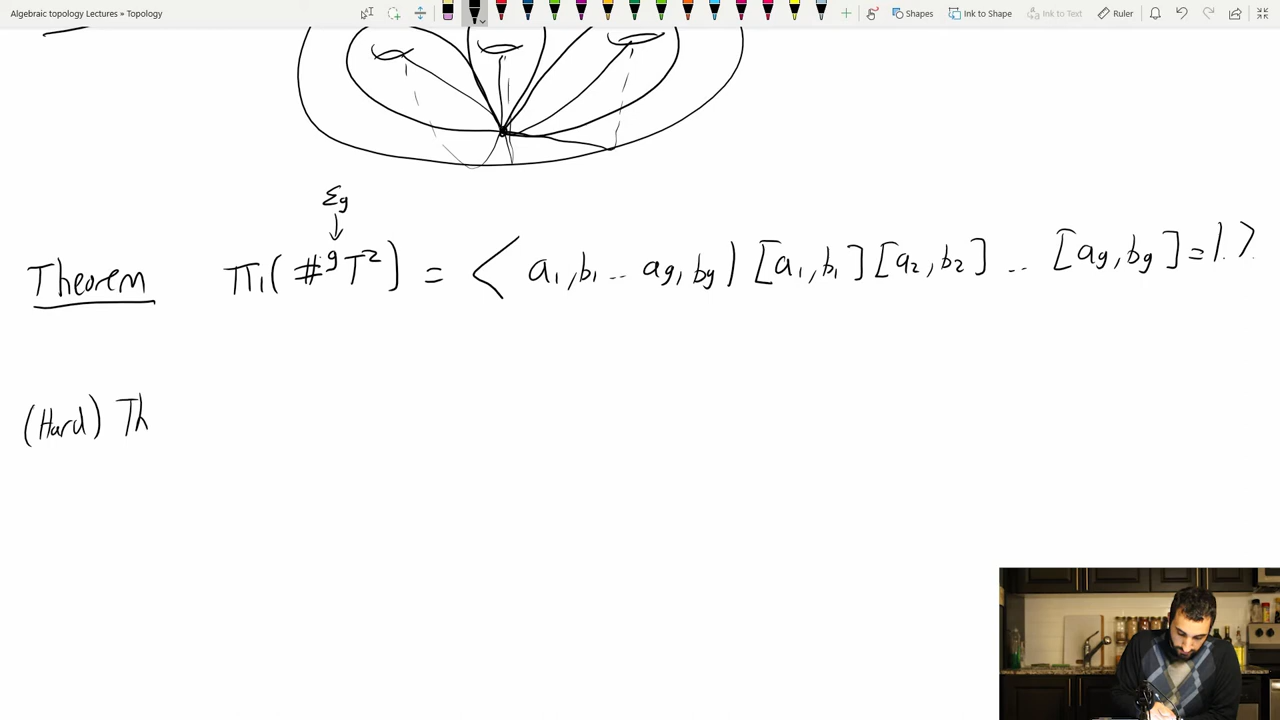 Algebraic topology Lectures » Topology
Shapes
Ink to Shape
Ink to Text
Ruler
Σg
↓
Theorem π1(#^g T²) = < a1, b1 .. ag, bg | [a1, b1][a2, b2] .. [ag, bg] = 1. >
(Hard) Th